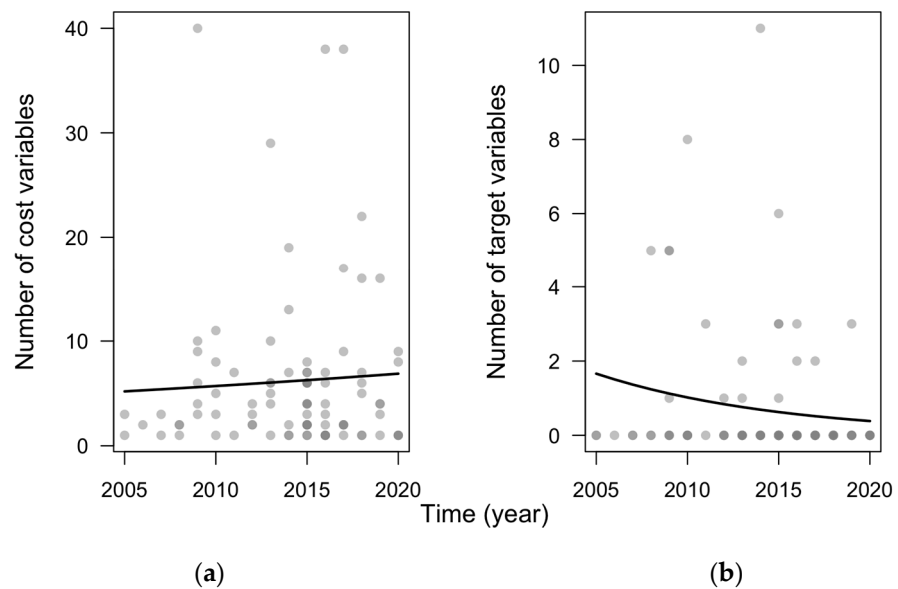 Number of cost variables
40
30
20
10
0
2005 2010 2015 2020
Number of target variables
10
8
6
4
2
0
2005 2010 2015 2020
Time (year)
(a) (b)